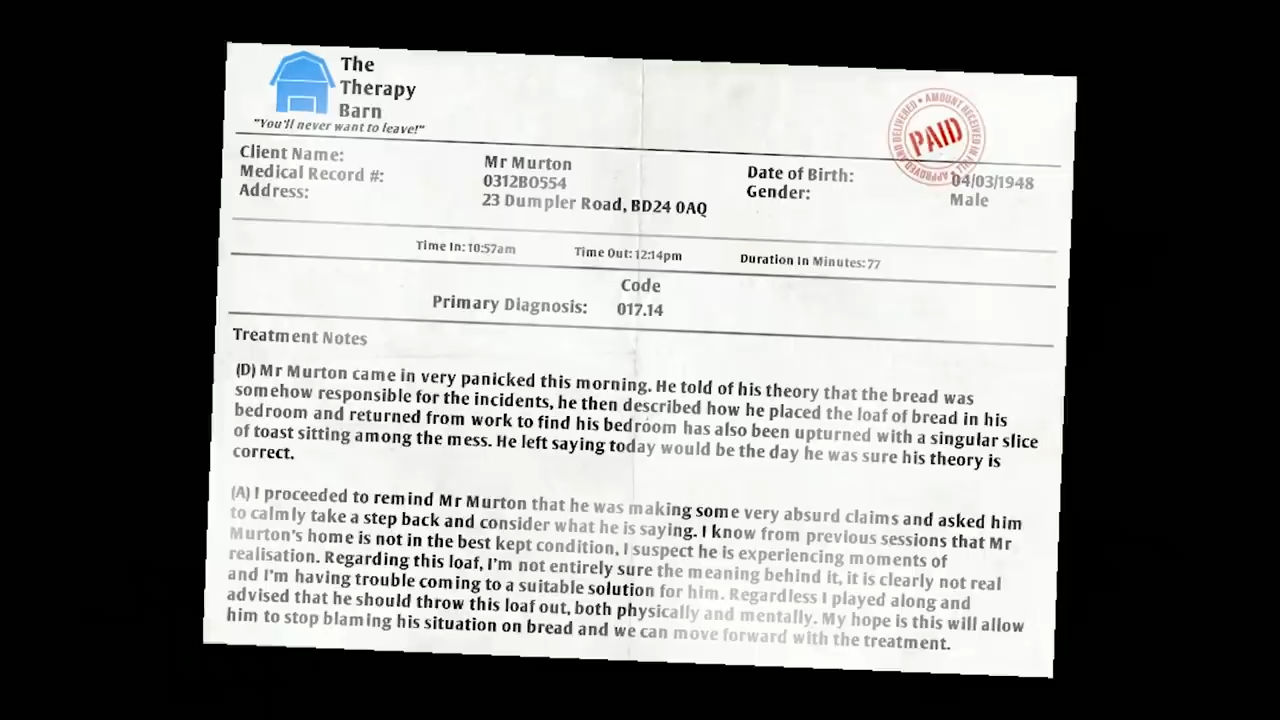 The
Therapy
Barn
"You'll never want to leave!"
AMOUNT RECEIVED IN FULL • APPROVED AND DELIVERED •
PAID
Client Name: Mr Murton Date of Birth: 04/03/1948
Medical Record #: 0312BO554 Gender: Male
Address: 23 Dumpler Road, BD24 0AQ
Time In: 10:57am Time Out: 12:14pm Duration In Minutes: 77
Code
Primary Diagnosis: 017.14
Treatment Notes
(D) Mr Murton came in very panicked this morning. He told of his theory that the bread was
somehow responsible for the incidents, he then described how he placed the loaf of bread in his
bedroom and returned from work to find his bedroom has also been upturned with a singular slice
of toast sitting among the mess. He left saying today would be the day he was sure his theory is
correct.
(A) I proceeded to remind Mr Murton that he was making some very absurd claims and asked him
to calmly take a step back and consider what he is saying. I know from previous sessions that Mr
Murton's home is not in the best kept condition, I suspect he is experiencing moments of
realisation. Regarding this loaf, I'm not entirely sure the meaning behind it, it is clearly not real
and I'm having trouble coming to a suitable solution for him. Regardless I played along and
advised that he should throw this loaf out, both physically and mentally. My hope is this will allow
him to stop blaming his situation on bread and we can move forward with the treatment.